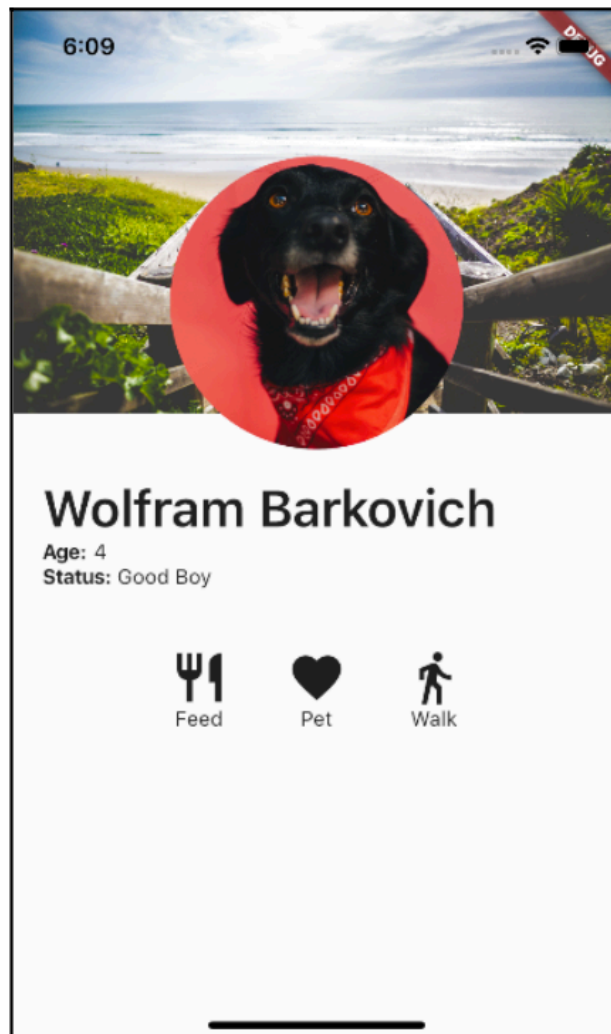 6:09
DEBUG
Wolfram Barkovich
Age: 4
Status: Good Boy
Feed Pet Walk